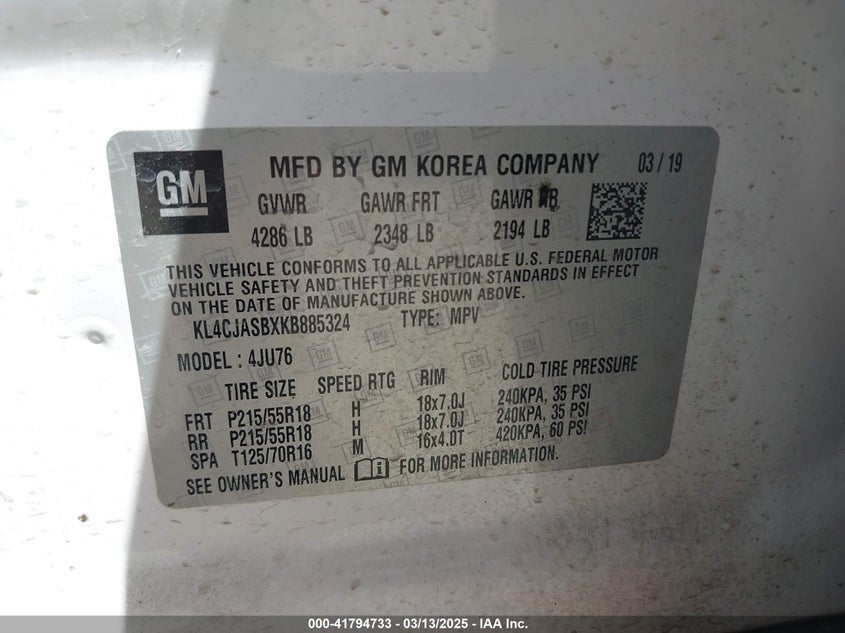 GM
MFD BY GM KOREA COMPANY 03 / 19
GVWR GAWR FRT GAWR RR
4286 LB 2348 LB 2194 LB
THIS VEHICLE CONFORMS TO ALL APPLICABLE U.S. FEDERAL MOTOR
VEHICLE SAFETY AND THEFT PREVENTION STANDARDS IN EFFECT
ON THE DATE OF MANUFACTURE SHOWN ABOVE.
KL4CJASBXKB885324 TYPE: MPV
MODEL : 4JU76
TIRE SIZE SPEED RTG RIM COLD TIRE PRESSURE
FRT P215/55R18 H 18x7.0J 240KPA, 35 PSI
RR P215/55R18 H 18x7.0J 240KPA, 35 PSI
SPA T125/70R16 M 16x4.0T 420KPA, 60 PSI
SEE OWNER'S MANUAL FOR MORE INFORMATION.
000-41794733 - 03/13/2025 - IAA Inc.